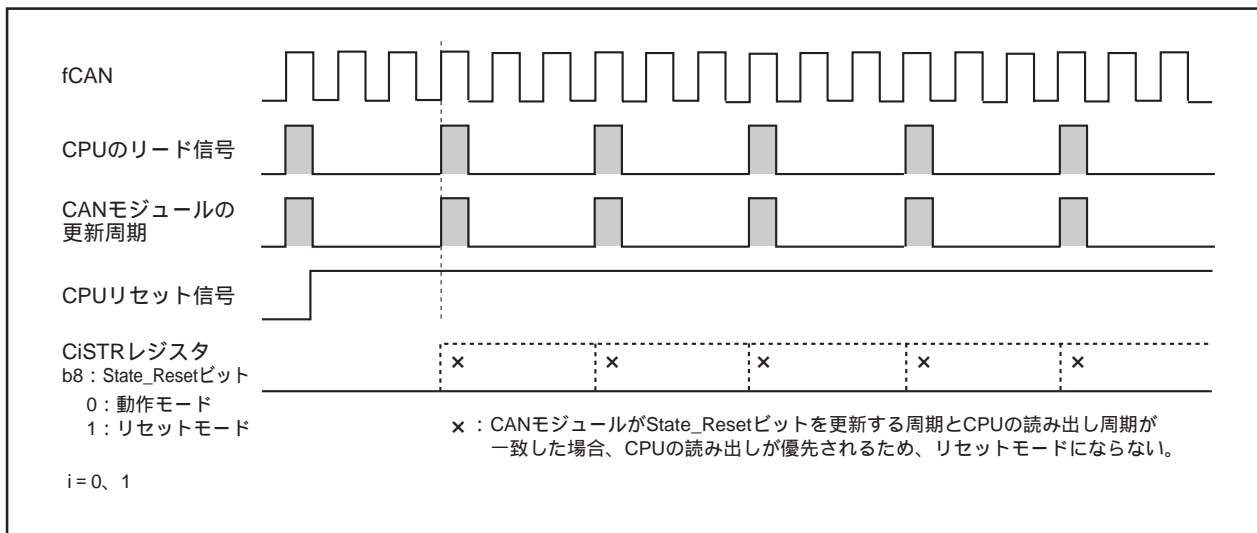 fCAN
CPUのリード信号
CANモジュールの
更新周期
CPUリセット信号
CiSTRレジスタ
b8：State_Resetビット
0：動作モード
1：リセットモード
× × × × ×
×：CANモジュールがState_Resetビットを更新する周期とCPUの読み出し周期が
一致した場合、CPUの読み出しが優先されるため、リセットモードにならない。
i = 0、1